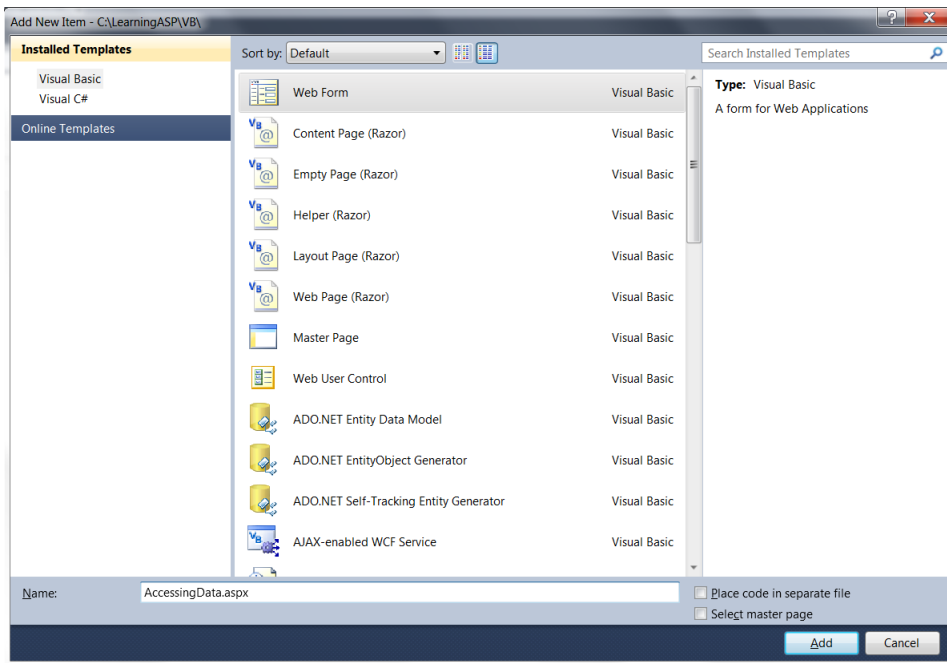 Add New Item - C:\LearningASP\VB\
Installed Templates
Visual Basic
Visual C#
Online Templates
Sort by: Default
Search Installed Templates
Web Form Visual Basic
Content Page (Razor) Visual Basic
Empty Page (Razor) Visual Basic
Helper (Razor) Visual Basic
Layout Page (Razor) Visual Basic
Web Page (Razor) Visual Basic
Master Page Visual Basic
Web User Control Visual Basic
ADO.NET Entity Data Model Visual Basic
ADO.NET EntityObject Generator Visual Basic
ADO.NET Self-Tracking Entity Generator Visual Basic
AJAX-enabled WCF Service Visual Basic
Type: Visual Basic
A form for Web Applications
Name: AccessingData.aspx
Place code in separate file
Select master page
Add Cancel